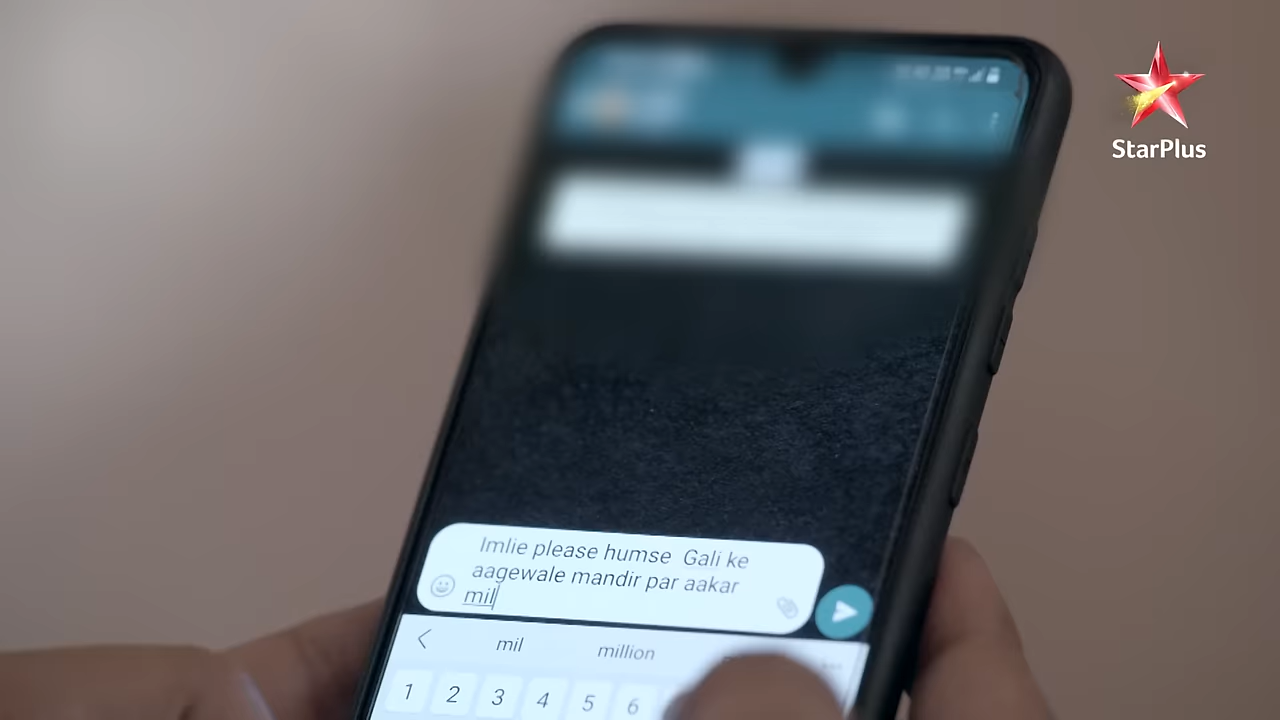 StarPlus
Imlie please humse Gali ke
aagewale mandir par aakar
mil
mil million
1 2 3 4 5 6